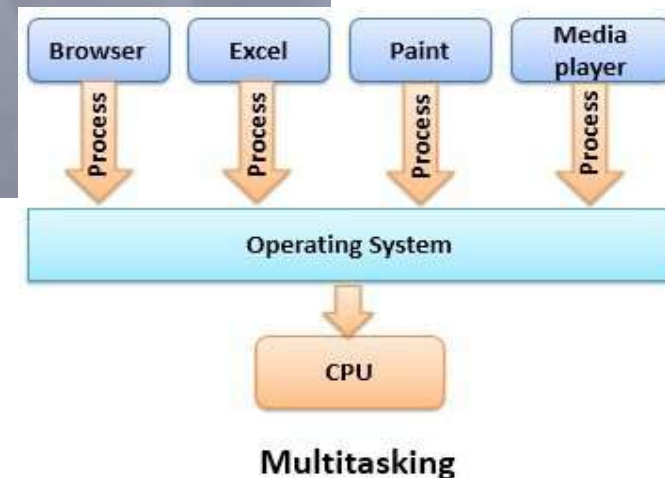 Browser
Excel
Paint
Media
player
Process
Process
Process
Process
Operating System
CPU
Multitasking